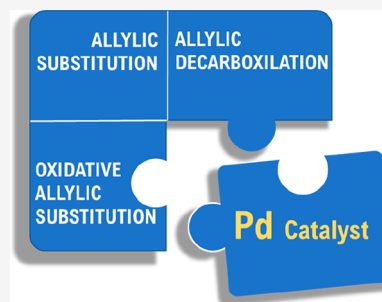 ALLYLIC
SUBSTITUTION
ALLYLIC
DECARBOXILATION
OXIDATIVE
ALLYLIC
SUBSTITUTION
Pd Catalyst